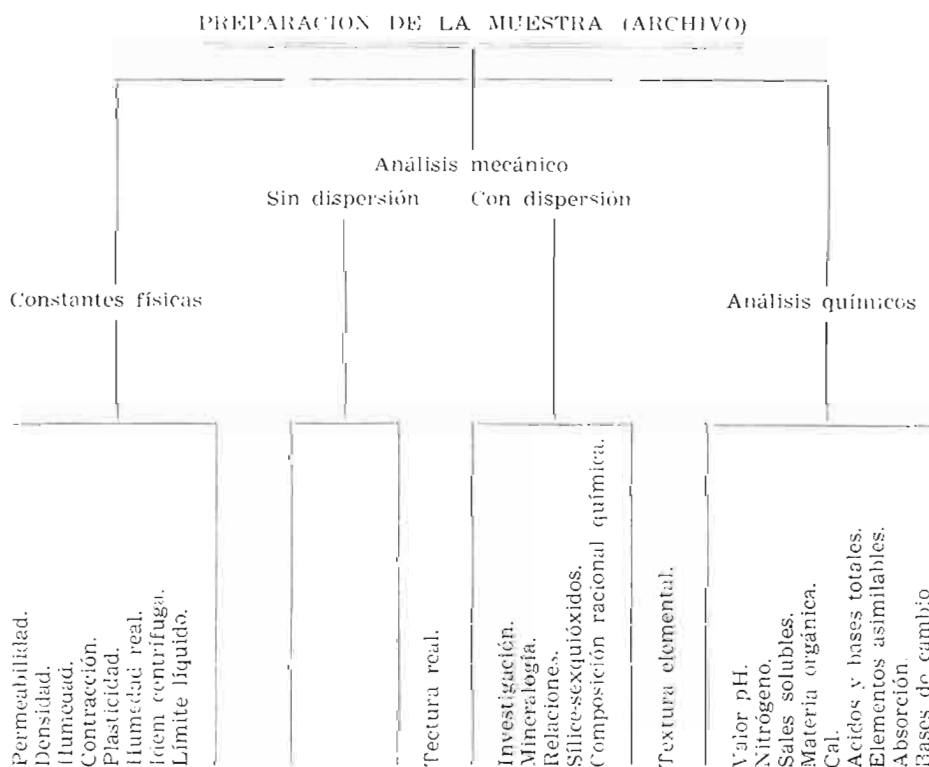 PREPARACION DE LA MUESTRA (ARCHIVO)
Análisis mecánico
Sin dispersión
Con dispersión
Constantes físicas
Análisis químicos
Permeabilidad.
Densidad.
Humedad.
Contracción.
Plasticidad.
Humedad real.
Idem centrífuga.
Límite líquido.
Tectura real.
Investigación.
Mineralogía.
Relaciones.
Sílice-sexquióxidos.
Composición racional química.
Textura elemental.
Valor pH.
Nitrógeno.
Sales solubles.
Materia orgánica.
Cal.
Acidos y bases totales.
Elementos asimilables.
Absorción.
Bases de cambio